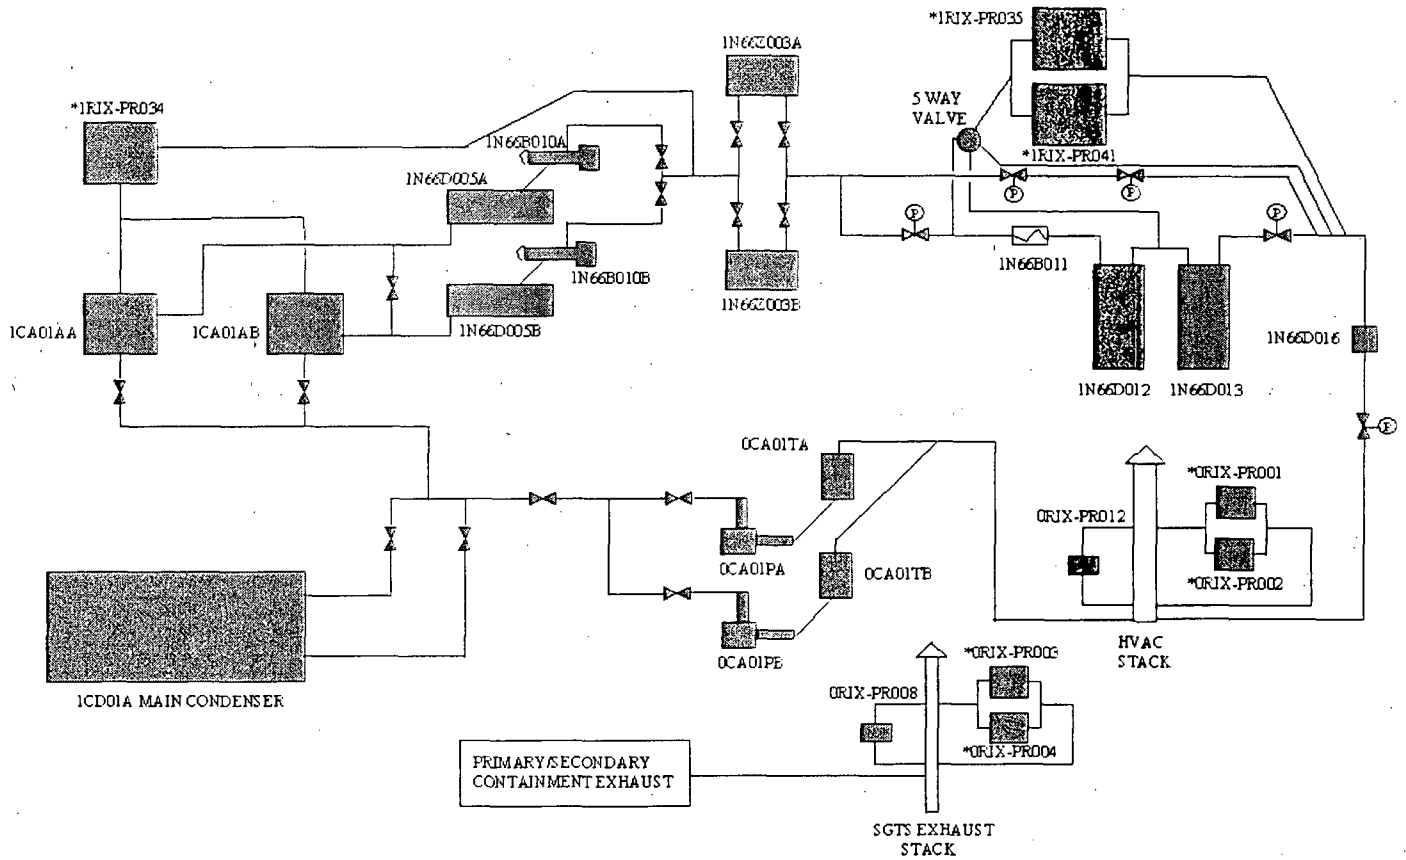 *1RIX-PR035
1N66Z003A
*1RIX-PR034
5 WAY
VALVE
1N66B010A
*1RIX-PR041
1N66D005A
P
P
P
P
1N66B011
1N66B010B
1N66Z003B
1N66D005B
1CA01AA
1CA01AB
1N66D016
1N66D012
1N66D013
P
0CA01TA
*0RIX-PR001
0RIX-PR012
0CA01PA
0CA01TB
*0RIX-PR002
HVAC
STACK
0CA01PB
*0RIX-PR003
1CD01A MAIN CONDENSER
0RIX-PR008
*0RIX-PR004
PRIMARY/SECONDARY
CONTAINMENT EXHAUST
SGTS EXHAUST
STACK